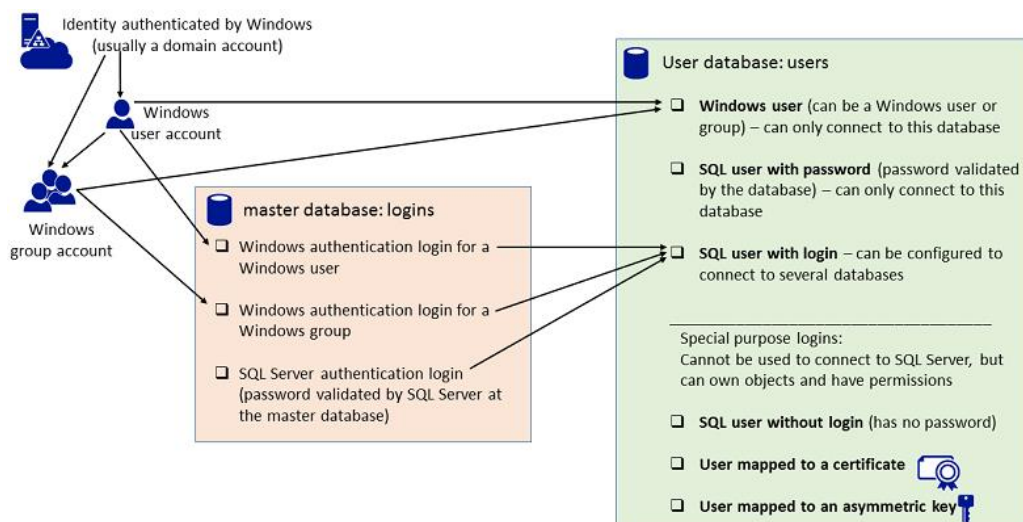 Identity authenticated by Windows
(usually a domain account)
Windows
user account
Windows
group account
master database: logins
Windows authentication login for a
Windows user
Windows authentication login for a
Windows group
SQL Server authentication login
(password validated by SQL Server at
the master database)
User database: users
Windows user (can be a Windows user or
group) – can only connect to this
database
SQL user with password (password validated
by the database) – can only connect to this
database
SQL user with login – can be configured to
connect to several databases
Special purpose logins:
Cannot be used to connect to SQL Server, but
can own objects and have permissions
SQL user without login (has no password)
User mapped to a certificate
User mapped to an asymmetric key